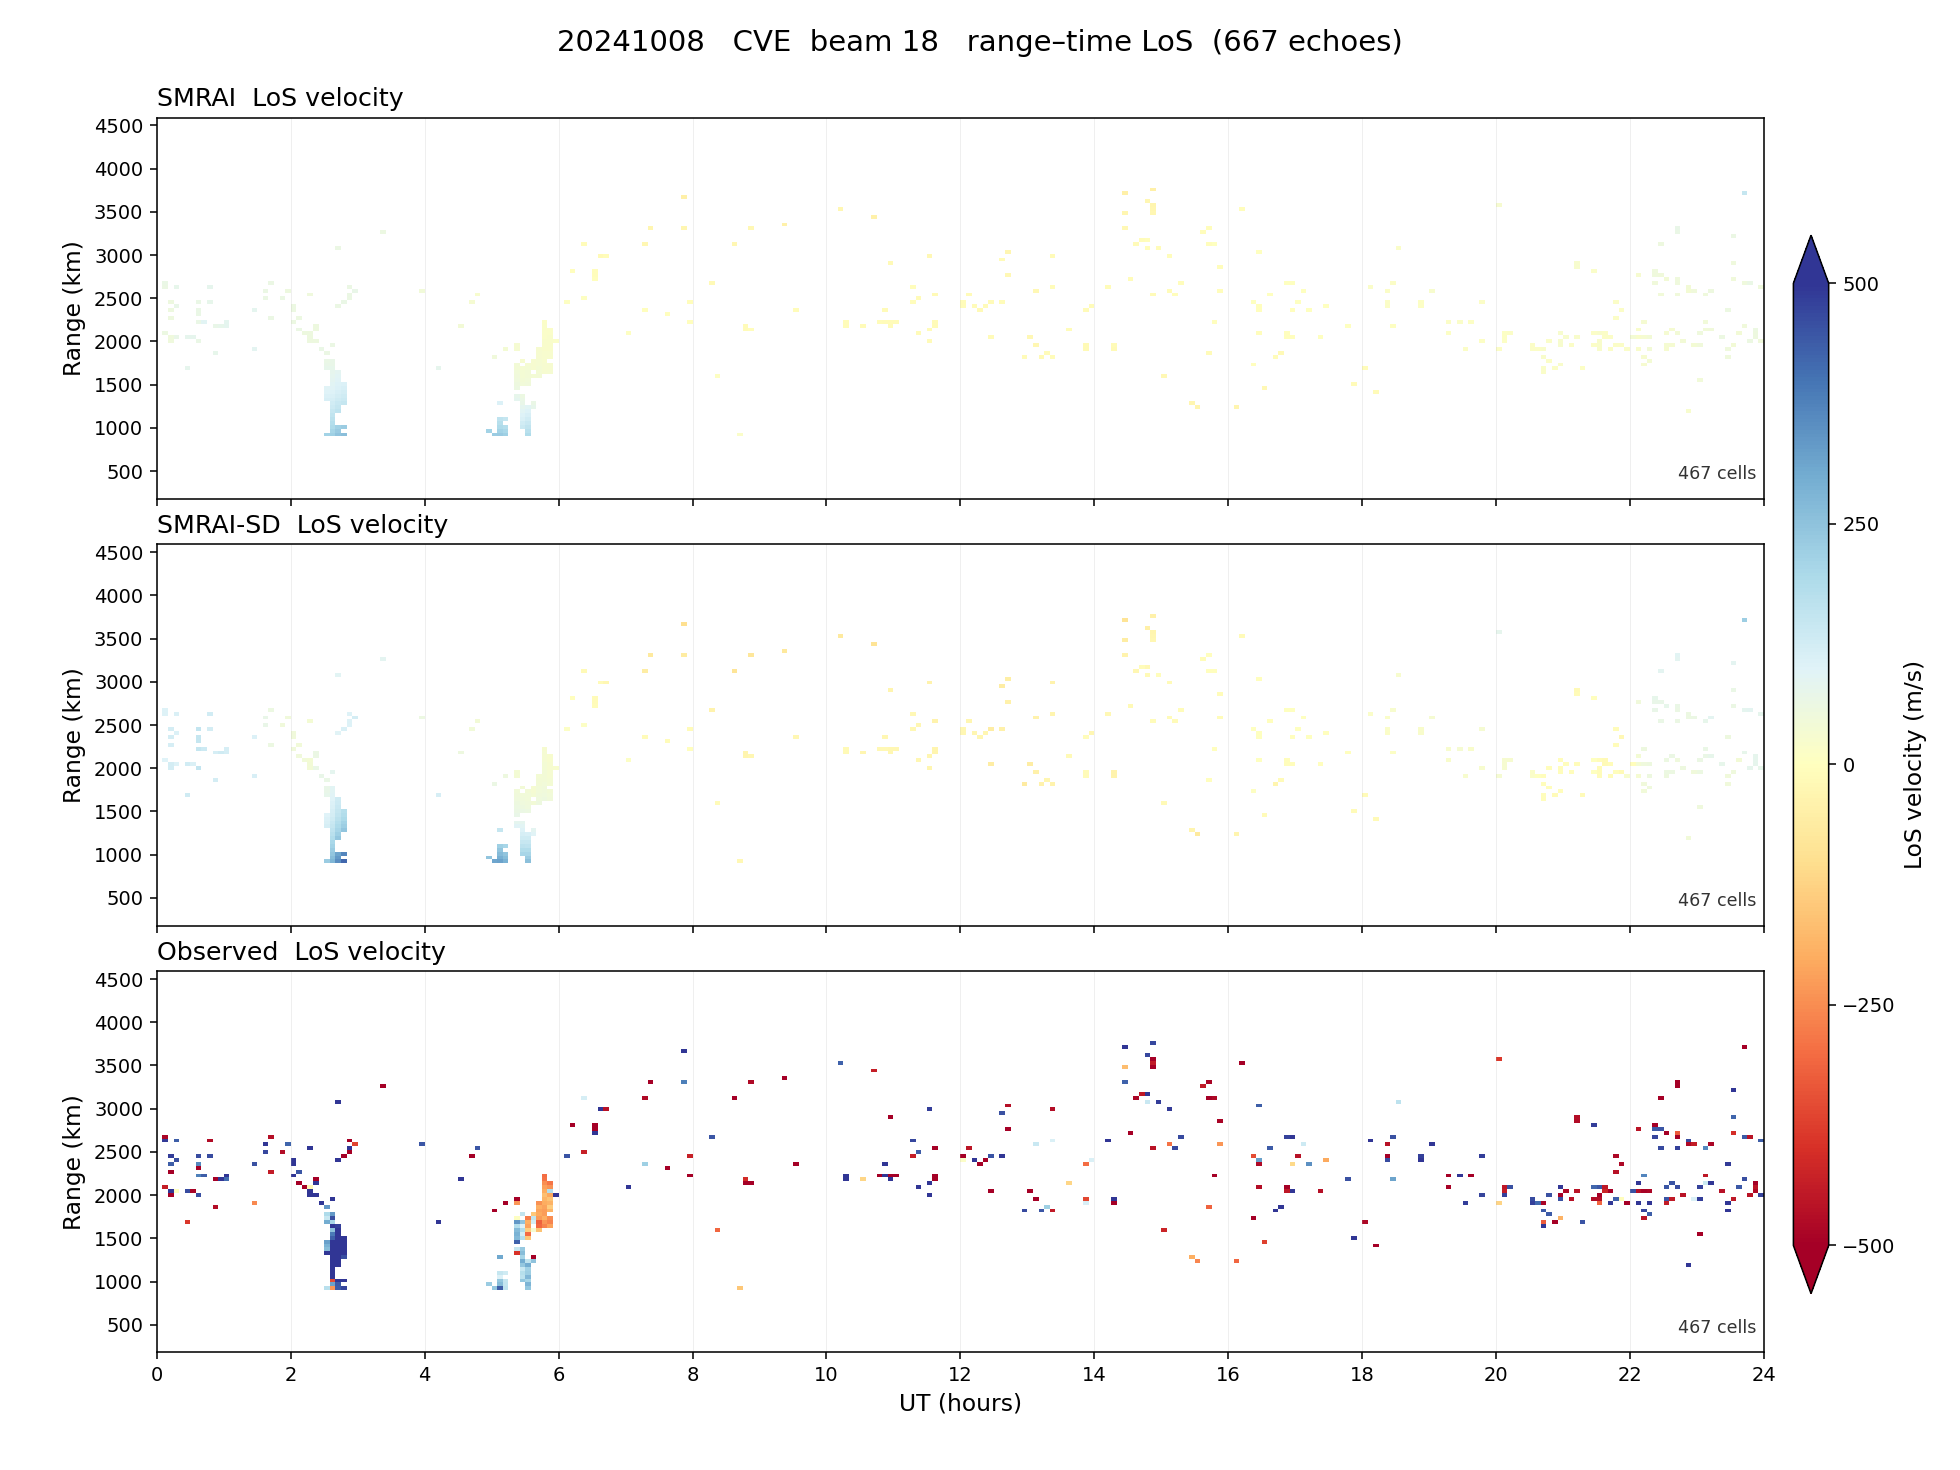 20241008   CVE  beam 18   range–time LoS  (667 echoes)
SMRAI  LoS velocity
4500
4000
3500
3000
2500
2000
1500
1000
500
Range (km)
467 cells
SMRAI-SD  LoS velocity
4500
4000
3500
3000
2500
2000
1500
1000
500
Range (km)
467 cells
Observed  LoS velocity
4500
4000
3500
3000
2500
2000
1500
1000
500
Range (km)
467 cells
0 2 4 6 8 10 12 14 16 18 20 22 24
UT (hours)
500
250
0
−250
−500
LoS velocity (m/s)